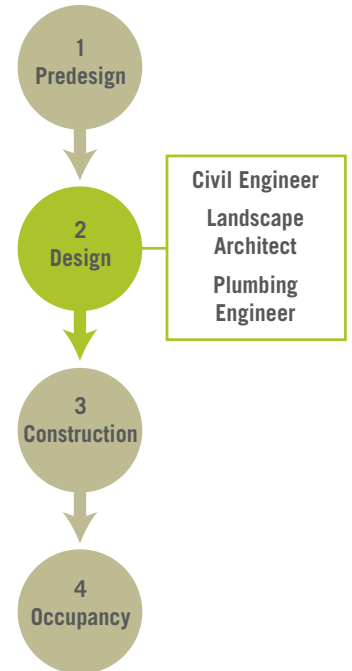 1
Predesign
2
Design
Civil Engineer
Landscape
Architect
Plumbing
Engineer
3
Construction
4
Occupancy